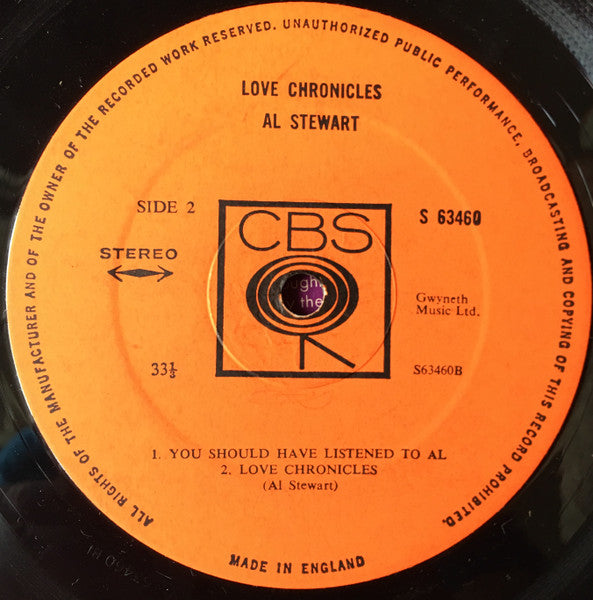 ALL RIGHTS OF THE MANUFACTURER AND OF THE OWNER OF THE RECORDED WORK RESERVED. UNAUTHORIZED PUBLIC PERFORMANCE, BROADCASTING AND COPYING OF THIS RECORD PROHIBITED.
LOVE CHRONICLES
AL STEWART
SIDE 2
S 63460
CBS
STEREO
the
Gwyneth
Music Ltd.
33⅓
S63460B
1. YOU SHOULD HAVE LISTENED TO AL
2. LOVE CHRONICLES
(Al Stewart)
MADE IN ENGLAND